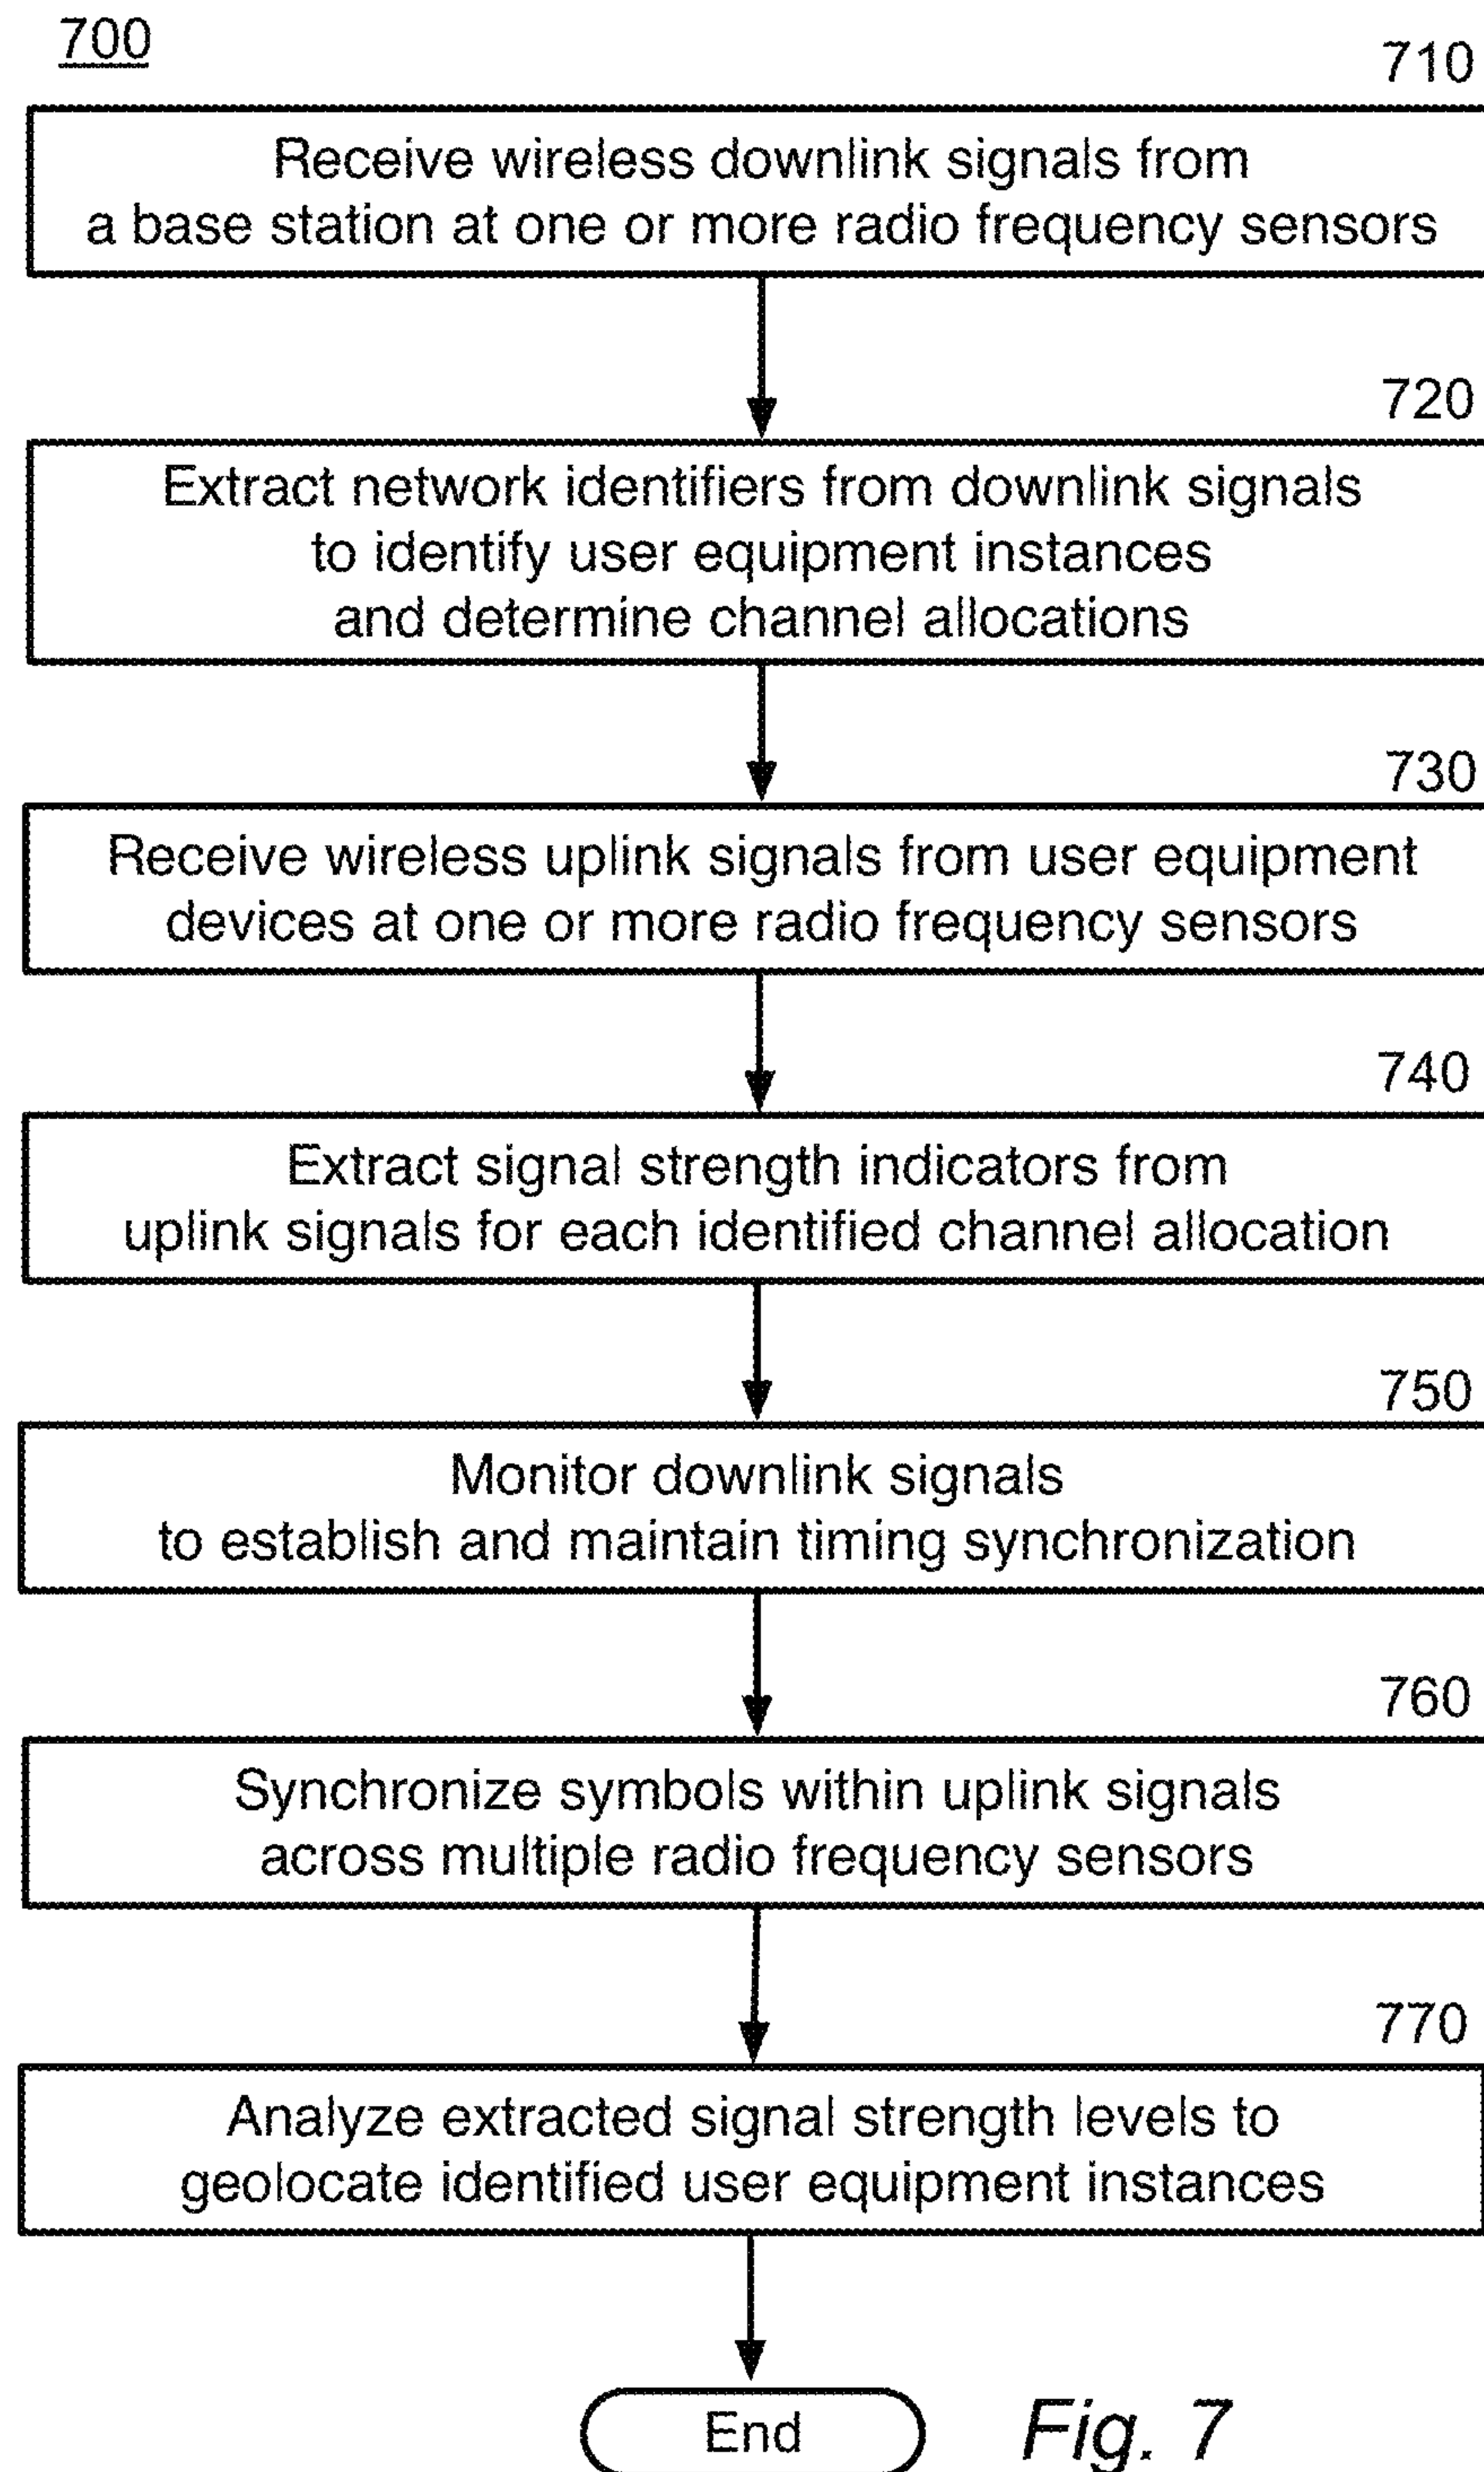 700
710
Receive wireless downlink signals from
a base station at one or more radio frequency sensors
720
Extract network identifiers from downlink signals
to identify user equipment instances
and determine channel allocations
730
Receive wireless uplink signals from user equipment
devices at one or more radio frequency sensors
740
Extract signal strength indicators from
uplink signals for each identified channel allocation
750
Monitor downlink signals
to establish and maintain timing synchronization
760
Synchronize symbols within uplink signals
across multiple radio frequency sensors
770
Analyze extracted signal strength levels to
geolocate identified user equipment instances
End
Fig. 7